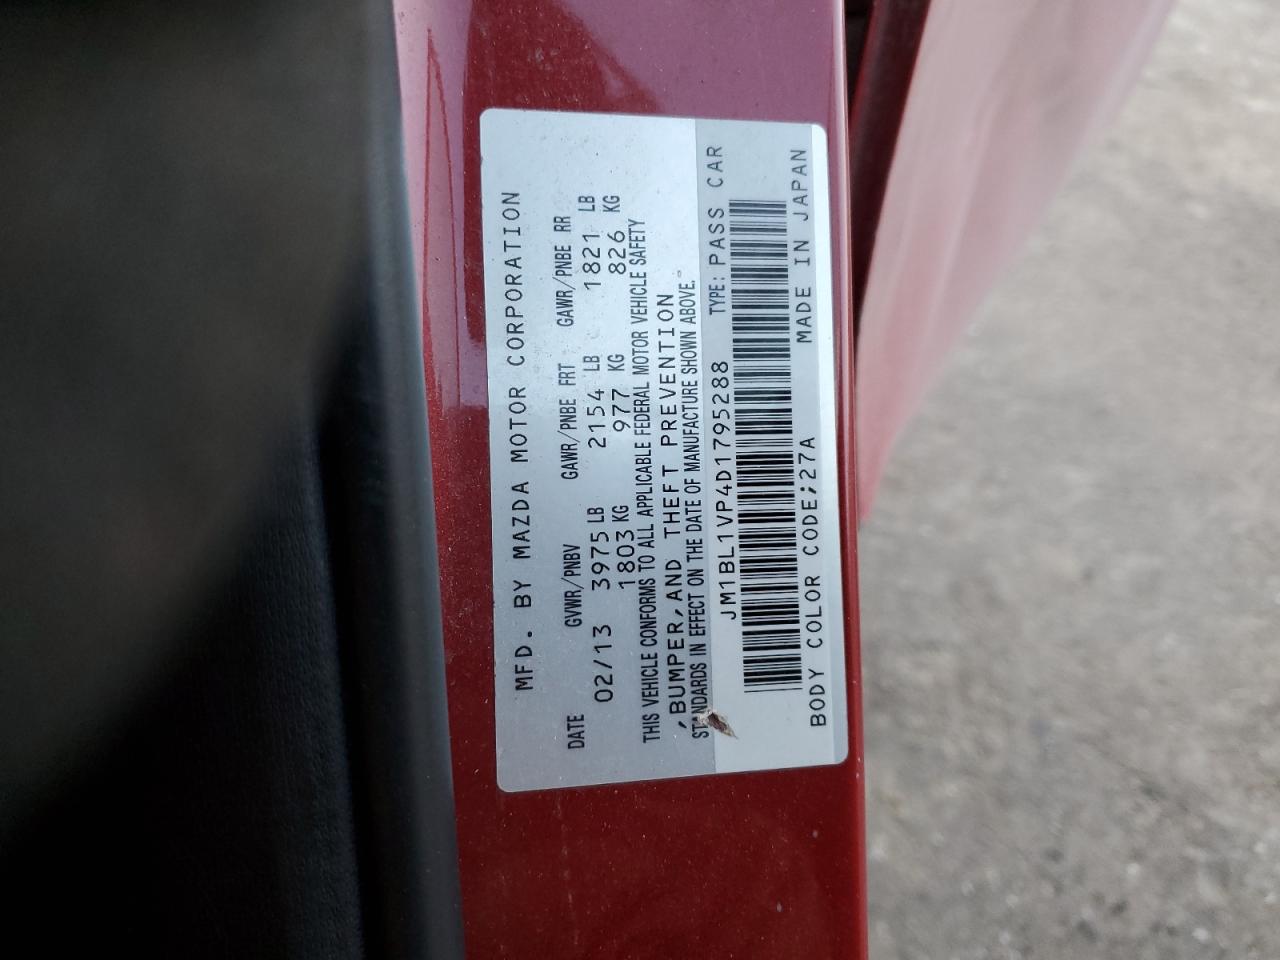 MFD. BY MAZDA MOTOR CORPORATION
DATE GVWR/PNBV GAWR/PNBE FRT GAWR/PNBE RR
02/13 3975 LB 2154 LB 1821 LB
1803 KG 977 KG 826 KG
THIS VEHICLE CONFORMS TO ALL APPLICABLE FEDERAL MOTOR VEHICLE SAFETY
,BUMPER,AND THEFT PREVENTION
STANDARDS IN EFFECT ON THE DATE OF MANUFACTURE SHOWN ABOVE.
JM1BL1VP4D1795288 TYPE: PASS CAR
BODY COLOR CODE;27A MADE IN JAPAN